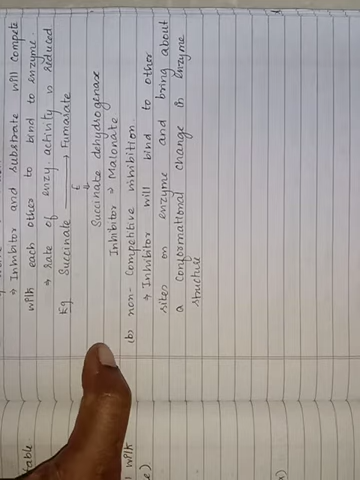 → Inhibitor and substrate will compete
with each other to bind to enzyme.
→ Rate of enzy. activity is reduced
Eg Succinate ⟶ Fumarate
E
Succinate dehydrogenase
Inhibitor → Malonate
(b) non-competitive inhibition
→ Inhibitor will bind to other
sites on enzyme and bring about
a conformational change in enzyme
structure
table
with